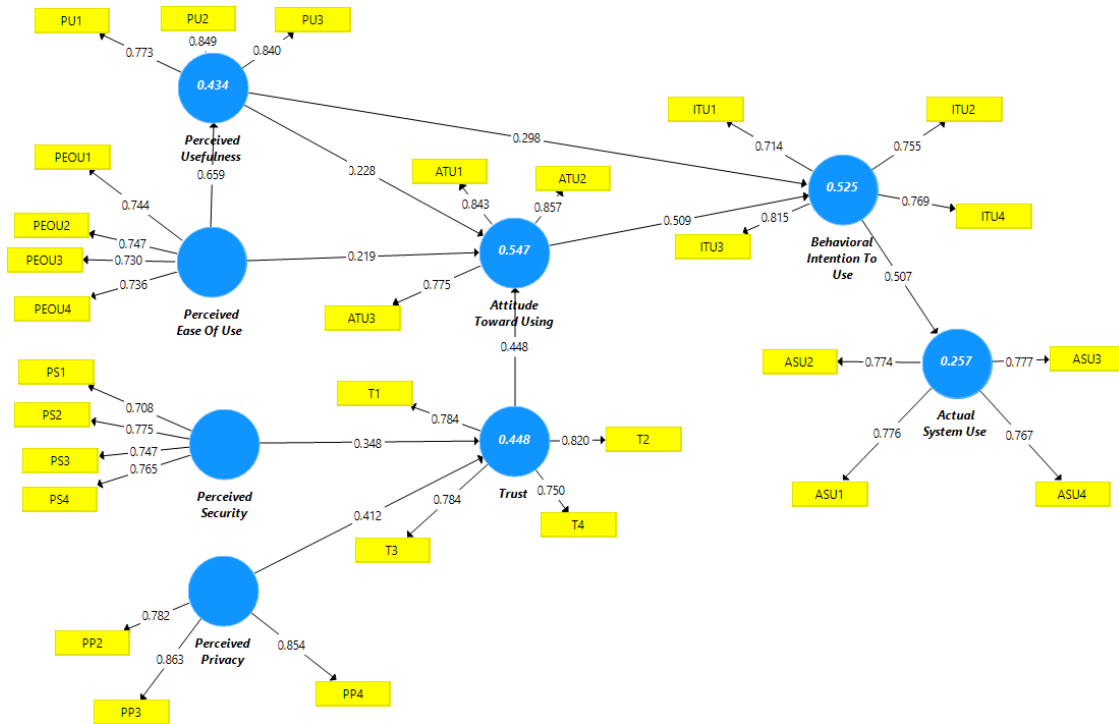 PU1
PU2
PU3
0.773
0.849
0.840
0.434
Perceived
Usefulness
PEOU1
PEOU2
PEOU3
PEOU4
0.744
0.747
0.730
0.736
0.659
Perceived
Ease Of Use
0.298
0.228
0.219
ATU1
ATU2
ATU3
0.843
0.857
0.775
0.547
Attitude
Toward Using
0.509
ITU1
ITU2
ITU3
ITU4
0.714
0.755
0.815
0.769
0.525
Behavioral
Intention To
Use
0.507
0.448
PS1
PS2
PS3
PS4
0.708
0.775
0.747
0.765
Perceived
Security
0.348
T1
T2
T3
T4
0.784
0.820
0.784
0.750
0.448
Trust
0.412
ASU2
ASU3
ASU1
ASU4
0.774
0.777
0.776
0.767
0.257
Actual
System Use
PP2
PP3
PP4
0.782
0.863
0.854
Perceived
Privacy